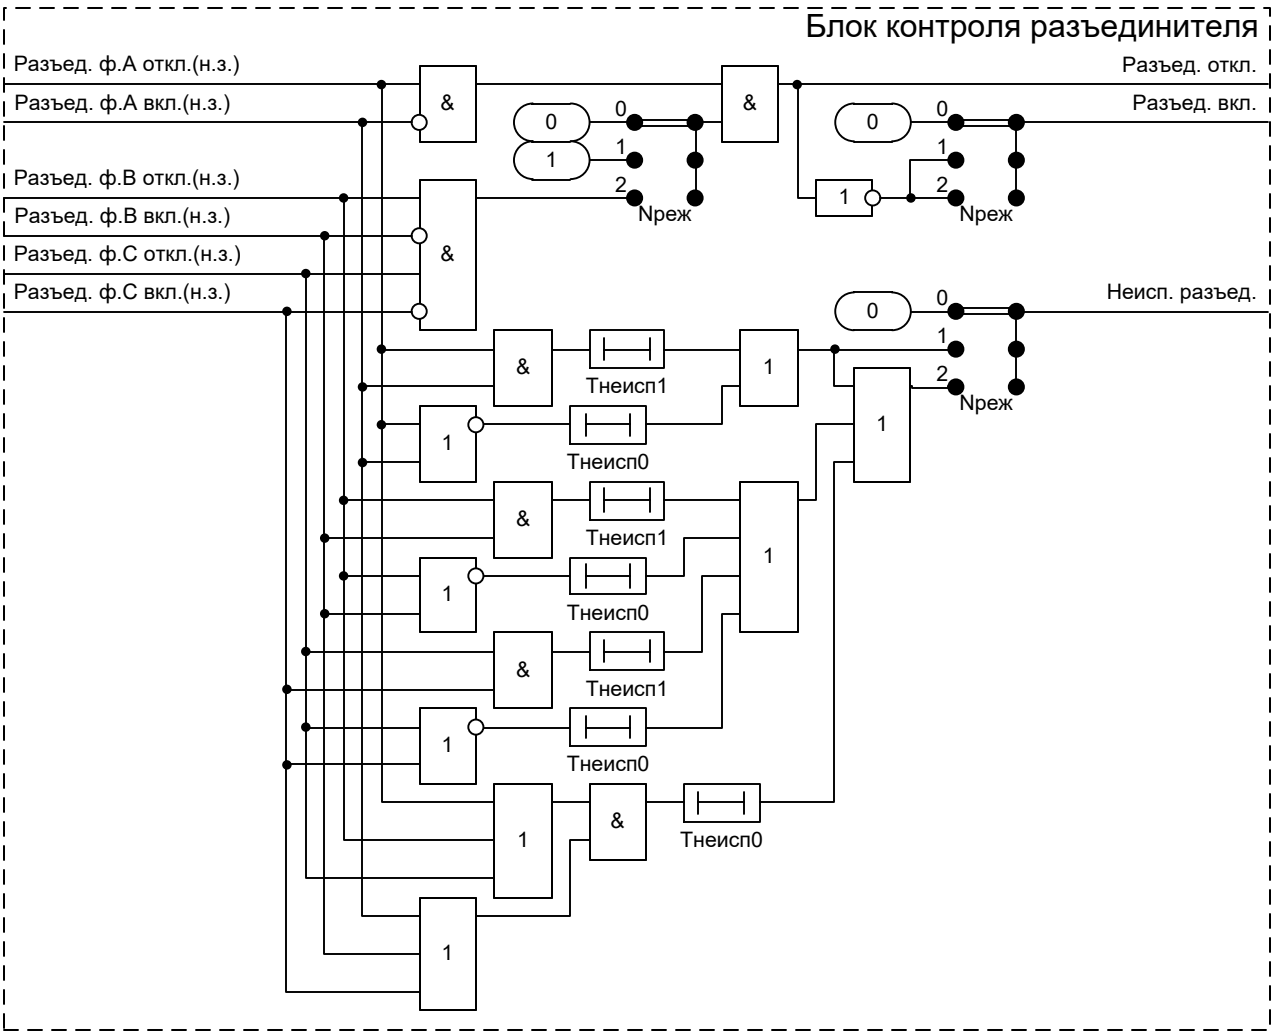 Блок контроля разъединителя
Разъед. ф.А откл.(н.з.)
Разъед. откл.
&
&
Разъед. ф.А вкл.(н.з.)
Разъед. вкл.
0
0
0
0
1
1
1
Разъед. ф.В откл.(н.з.)
2
1
2
Nреж
Nреж
Разъед. ф.В вкл.(н.з.)
Разъед. ф.С откл.(н.з.)
&
Разъед. ф.С вкл.(н.з.)
Неисп. разъед.
0
0
1
2
Nреж
&
Тнеисп1
1
1
Тнеисп0
1
&
Тнеисп1
1
1
Тнеисп0
&
Тнеисп1
1
Тнеисп0
1
&
Тнеисп0
1